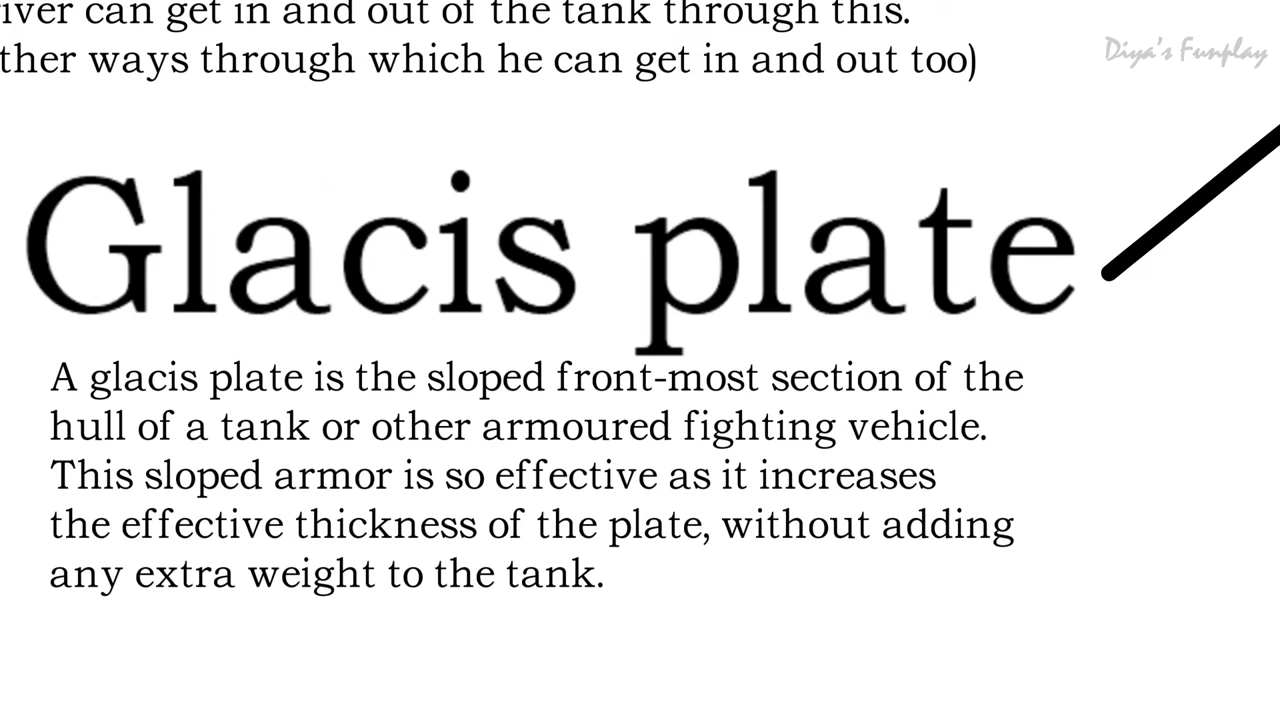 can get in and out of the tank through this.
ways through which he can get in and out too)
Diya's Funplay
Glacis plate
A glacis plate is the sloped front-most section of the
hull of a tank or other armoured fighting vehicle.
This sloped armor is so effective as it increases
the effective thickness of the plate, without adding
any extra weight to the tank.